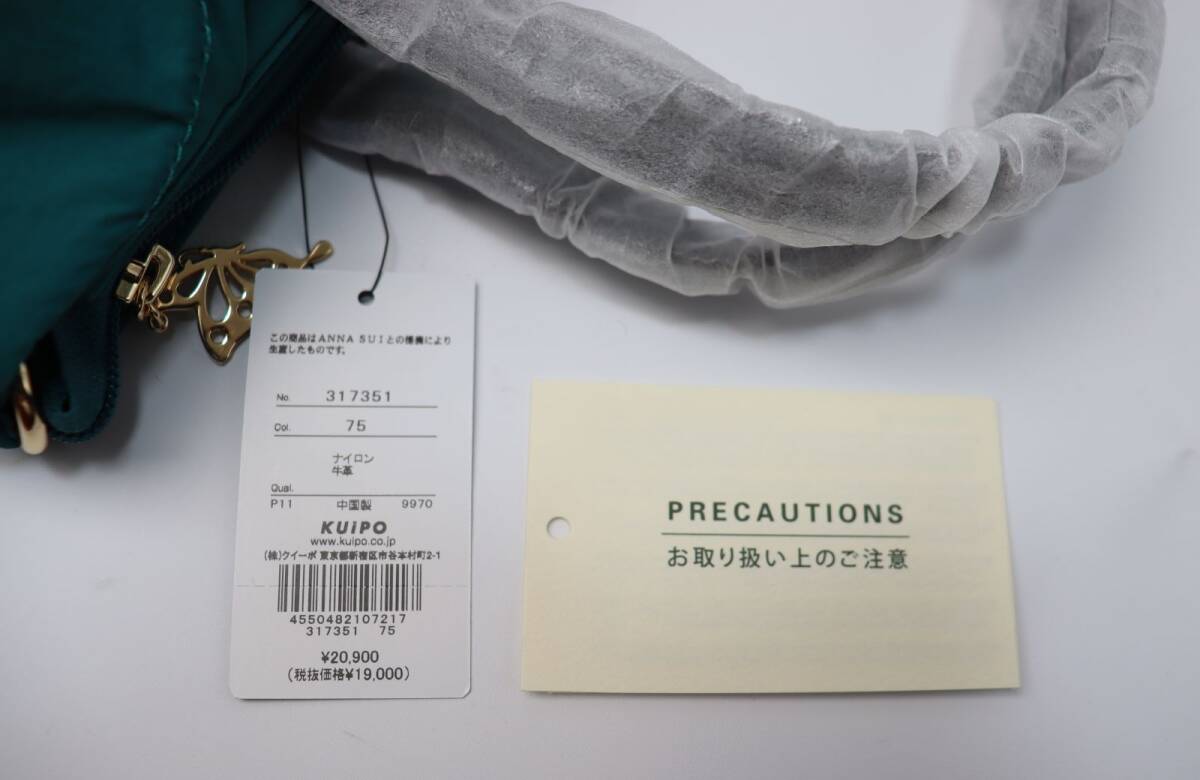 この商品はANNA SUIとの提携により
生産したものです。
No. 317351
Col. 75
ナイロン
牛革
Qual.
P11 中国製 9970
KUiPO
www.kuipo.co.jp
(株)クイーポ 東京都新宿区市谷本村町2-1
4550482107217
317351 75
¥20,900
(税抜価格¥19,000)
PRECAUTIONS
お取り扱い上のご注意